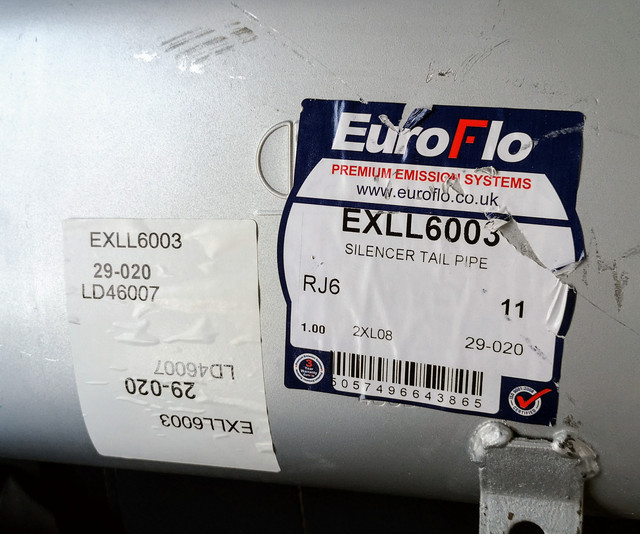 EuroFlo
PREMIUM EMISSION SYSTEMS
www.euroflo.co.uk
EXLL6003
SILENCER TAIL PIPE
RJ6
11
1.00 2XL08 29-020
5057496643865
3
EXLL6003
29-020
LD46007
LD46007
29-020
EXLL6003